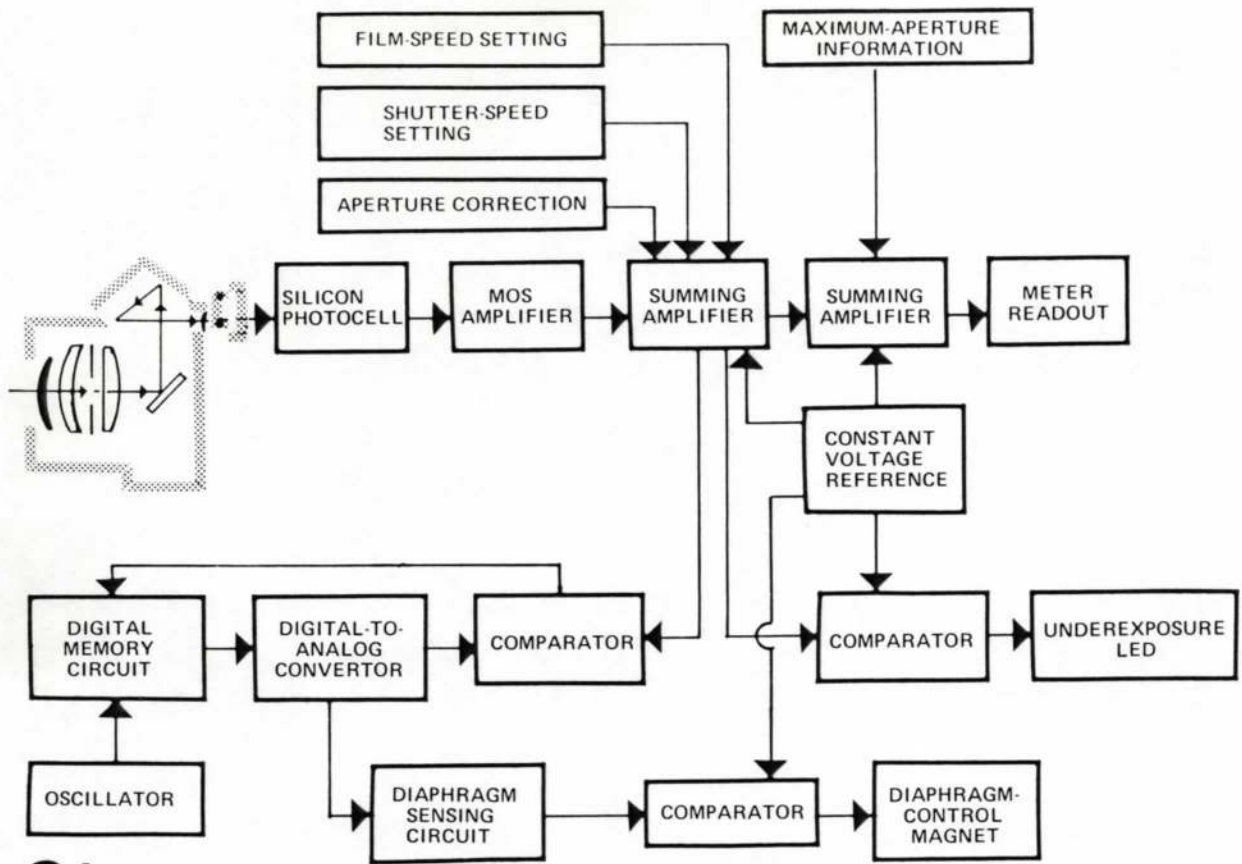 FILM-SPEED SETTING
MAXIMUM-APERTURE
INFORMATION
SHUTTER-SPEED
SETTING
APERTURE CORRECTION
SILICON
PHOTOCELL
MOS
AMPLIFIER
SUMMING
AMPLIFIER
SUMMING
AMPLIFIER
METER
READOUT
CONSTANT
VOLTAGE
REFERENCE
DIGITAL
MEMORY
CIRCUIT
DIGITAL-TO-
ANALOG
CONVERTOR
COMPARATOR
COMPARATOR
UNDEREXPOSURE
LED
OSCILLATOR
DIAPHRAGM
SENSING
CIRCUIT
COMPARATOR
DIAPHRAGM-
CONTROL
MAGNET